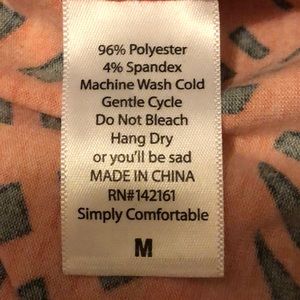 96% Polyester
4% Spandex
Machine Wash Cold
Gentle Cycle
Do Not Bleach
Hang Dry
or you'll be sad
MADE IN CHINA
RN#142161
Simply Comfortable
M